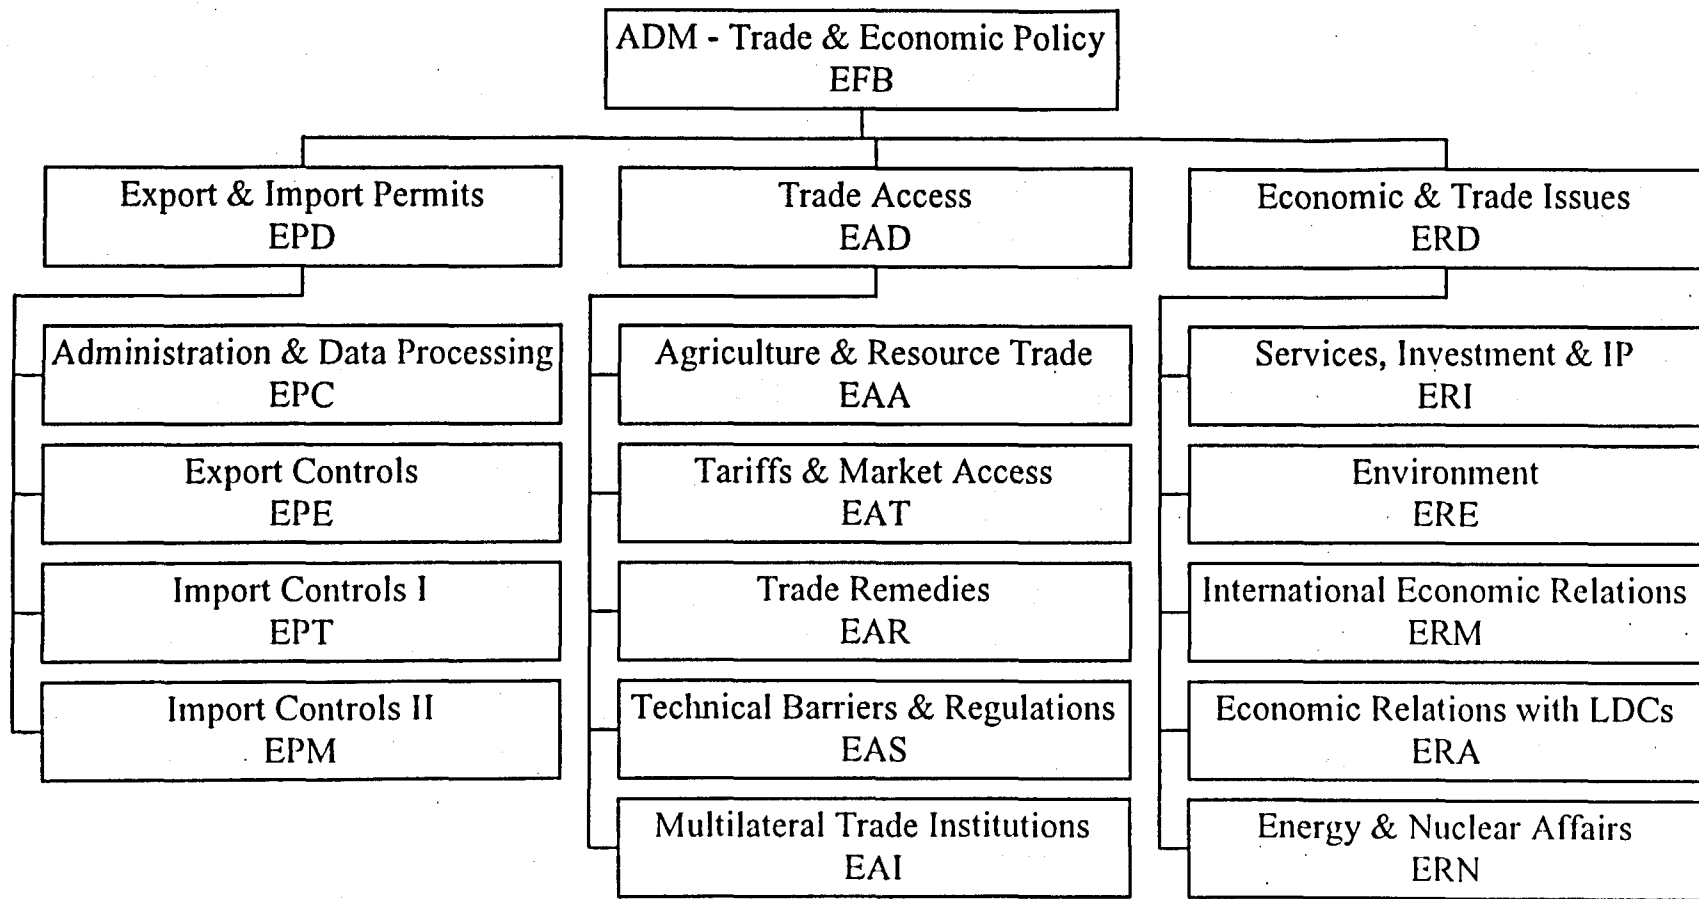 ADM - Trade & Economic Policy
EFB
Export & Import Permits
EPD
Trade Access
EAD
Economic & Trade Issues
ERD
Administration & Data Processing
EPC
Export Controls
EPE
Import Controls I
EPT
Import Controls II
EPM
Agriculture & Resource Trade
EAA
Tariffs & Market Access
EAT
Trade Remedies
EAR
Technical Barriers & Regulations
EAS
Multilateral Trade Institutions
EAI
Services, Investment & IP
ERI
Environment
ERE
International Economic Relations
ERM
Economic Relations with LDCs
ERA
Energy & Nuclear Affairs
ERN